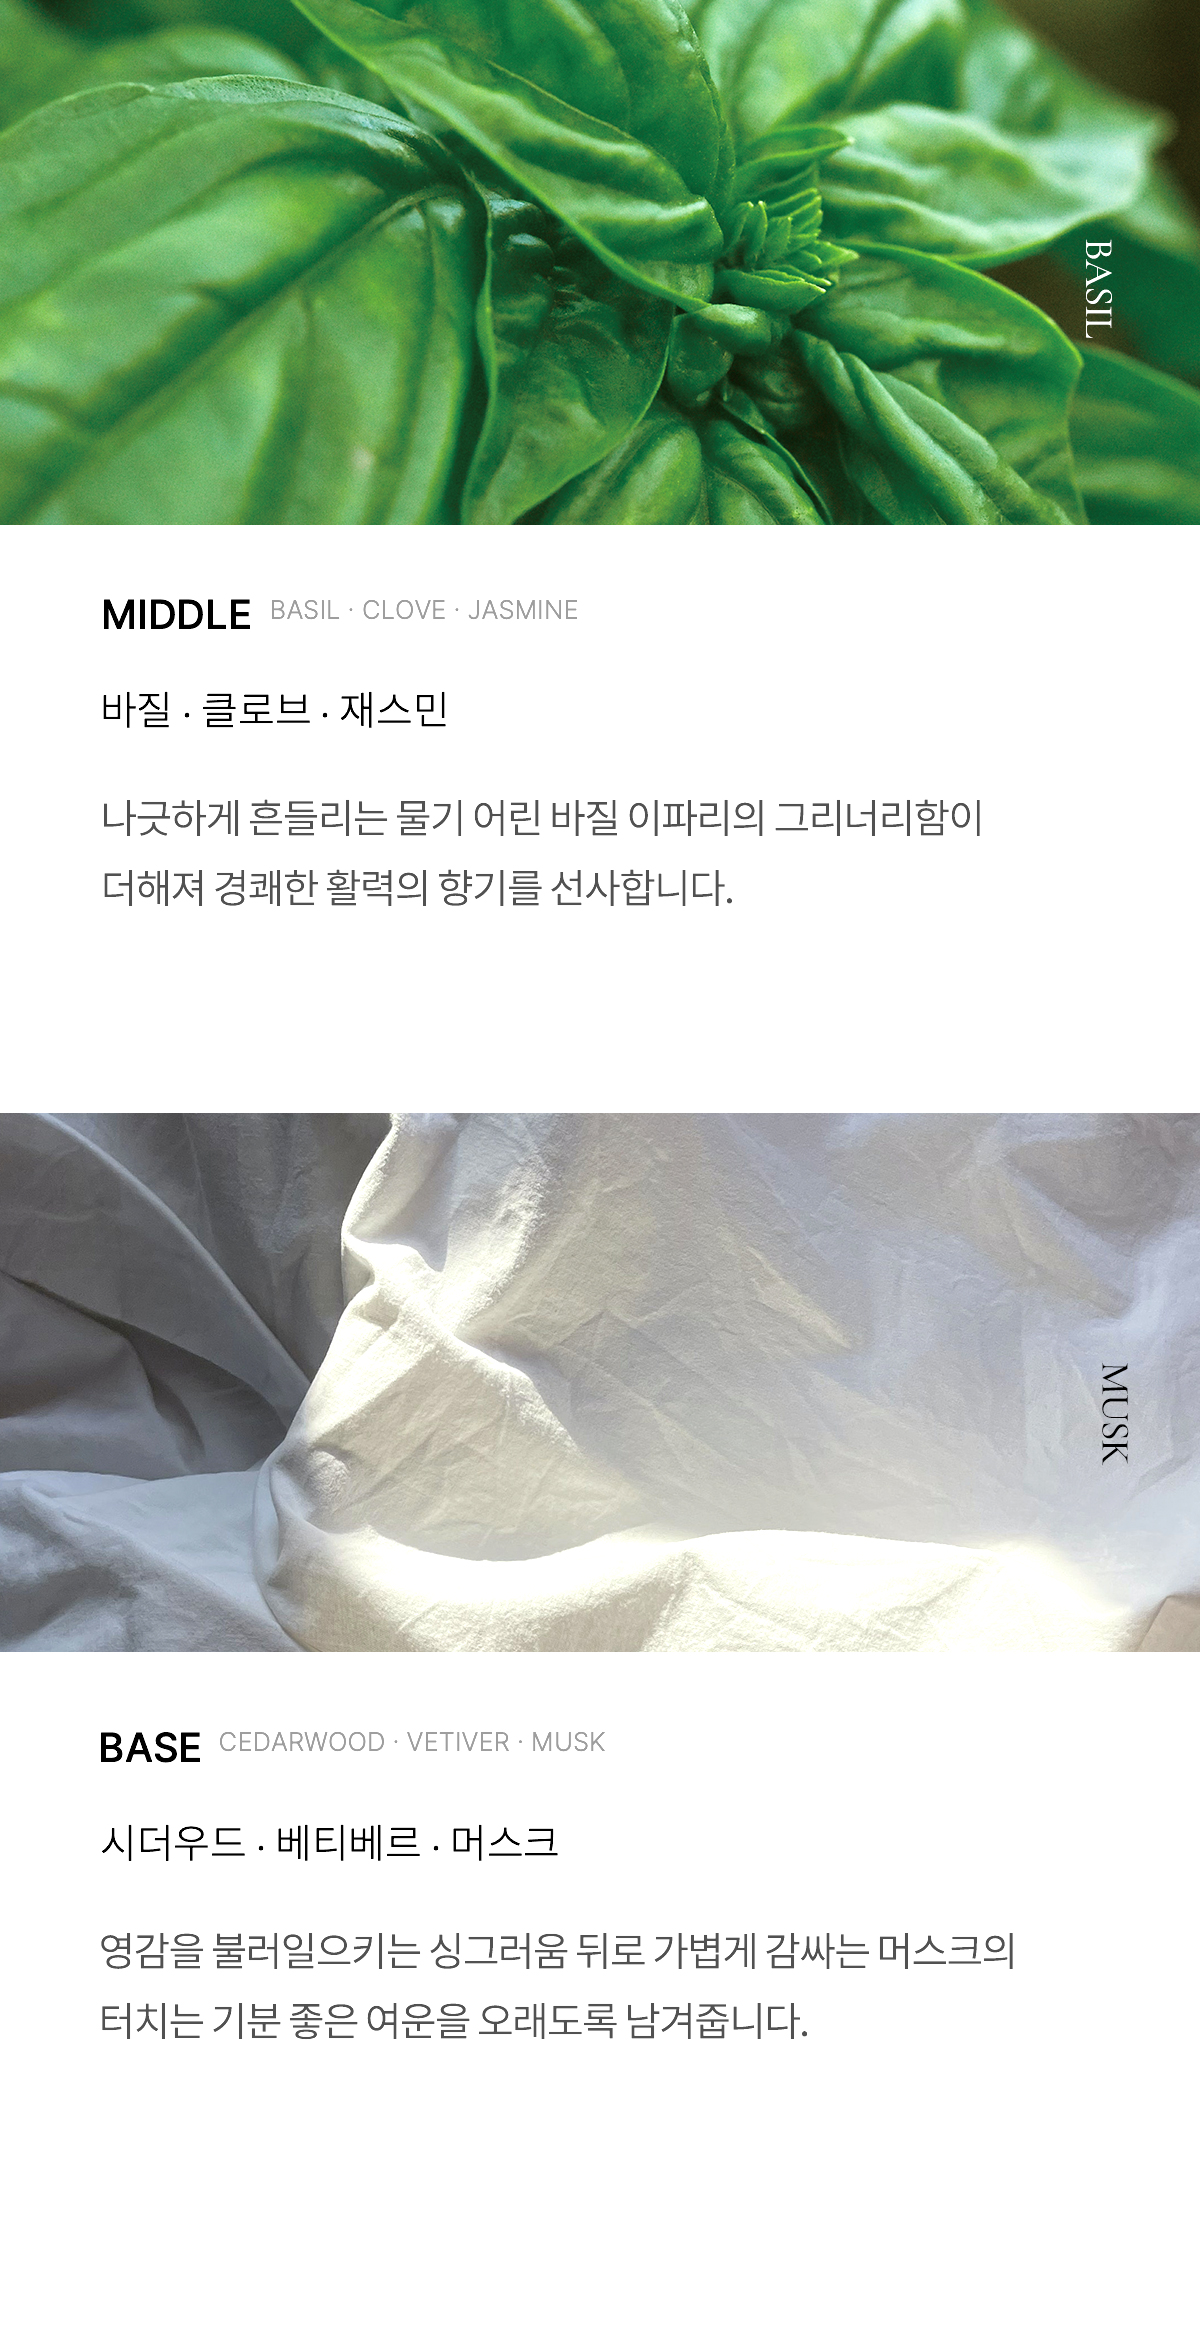 BASIL
MIDDLE BASIL · CLOVE · JASMINE
바질 · 클로브 · 재스민
나긋하게 흔들리는 물기 어린 바질 이파리의 그리너리함이
더해져 경쾌한 활력의 향기를 선사합니다.
MUSK
BASE CEDARWOOD · VETIVER · MUSK
시더우드 · 베티베르 · 머스크
영감을 불러일으키는 싱그러움 뒤로 가볍게 감싸는 머스크의
터치는 기분 좋은 여운을 오래도록 남겨줍니다.